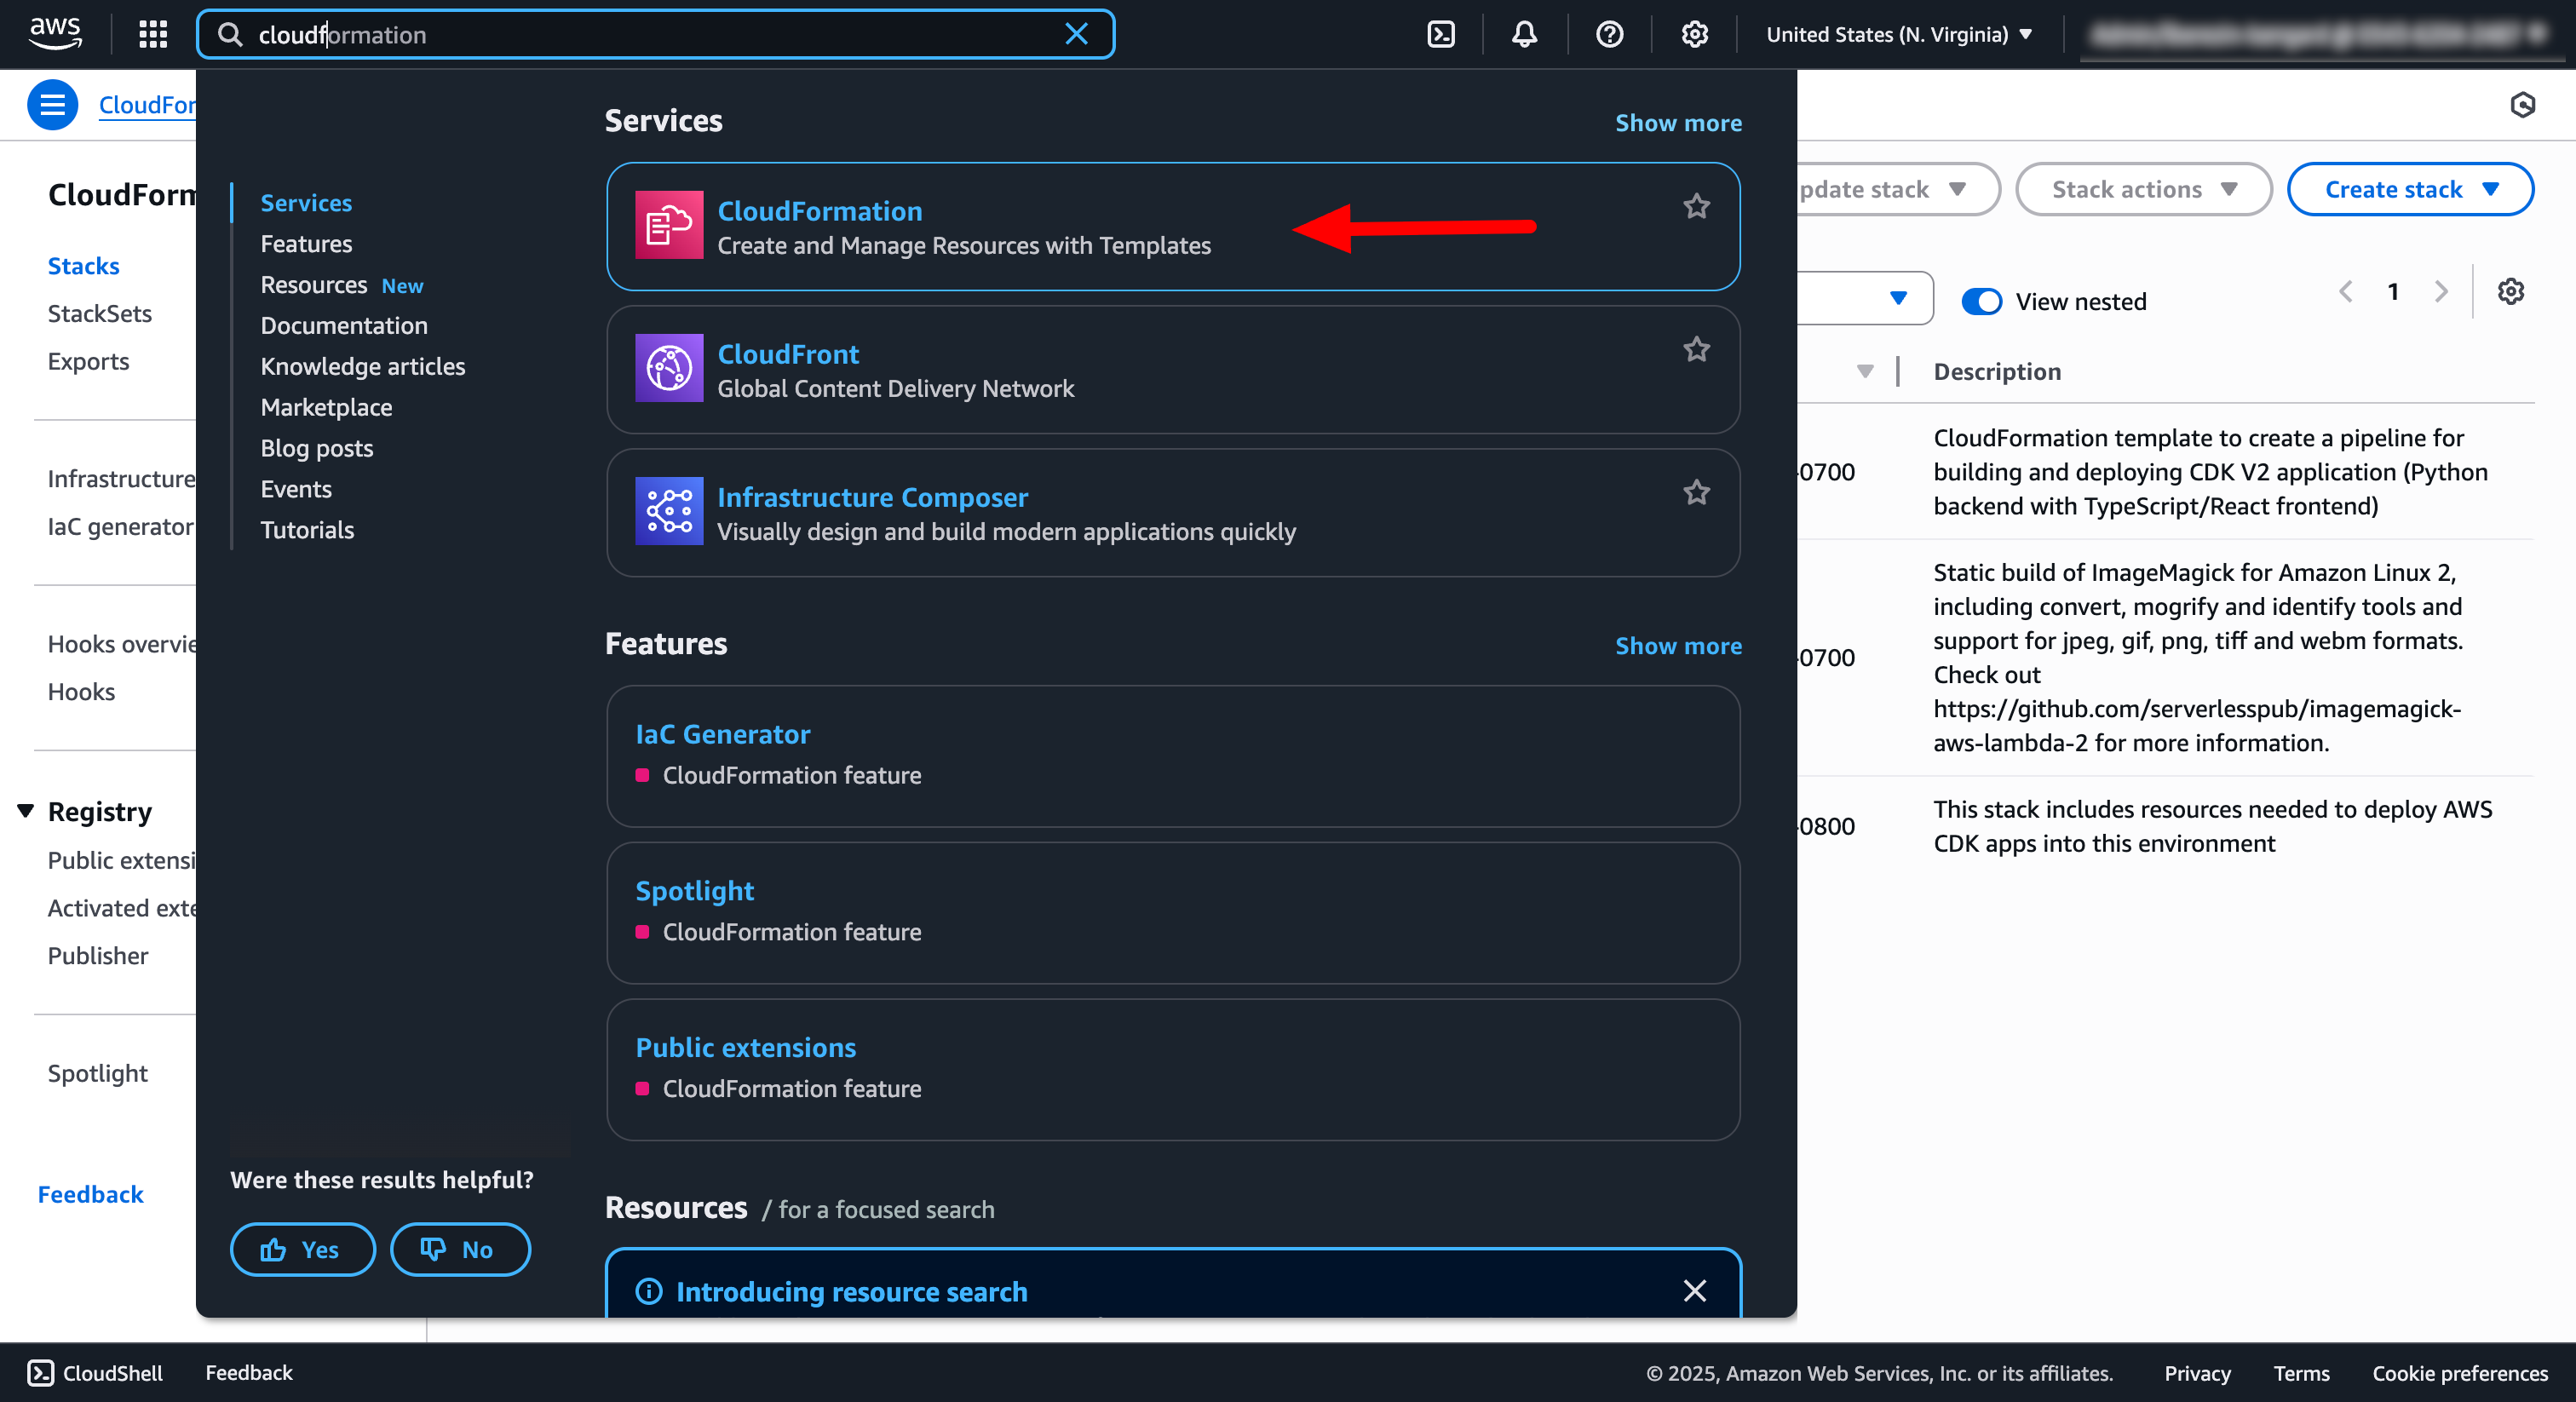 aws
cloudformation
United States (N. Virginia)
CloudFor
CloudForm
Stacks
StackSets
Exports
Infrastructure
IaC generator
Hooks overvie
Hooks
Registry
Public extensi
Activated exte
Publisher
Spotlight
Feedback
Services
Features
Resources New
Documentation
Knowledge articles
Marketplace
Blog posts
Events
Tutorials
Were these results helpful?
Yes No
Services Show more
CloudFormation
Create and Manage Resources with Templates
CloudFront
Global Content Delivery Network
Infrastructure Composer
Visually design and build modern applications quickly
Features Show more
IaC Generator
CloudFormation feature
Spotlight
CloudFormation feature
Public extensions
CloudFormation feature
Resources / for a focused search
Introducing resource search
pdate stack Stack actions Create stack
View nested 1
Description
0700
CloudFormation template to create a pipeline for
building and deploying CDK V2 application (Python
backend with TypeScript/React frontend)
0700
Static build of ImageMagick for Amazon Linux 2,
including convert, mogrify and identify tools and
support for jpeg, gif, png, tiff and webm formats.
Check out
https://github.com/serverlesspub/imagemagick-
aws-lambda-2 for more information.
0800
This stack includes resources needed to deploy AWS
CDK apps into this environment
CloudShell Feedback © 2025, Amazon Web Services, Inc. or its affiliates. Privacy Terms Cookie preferences